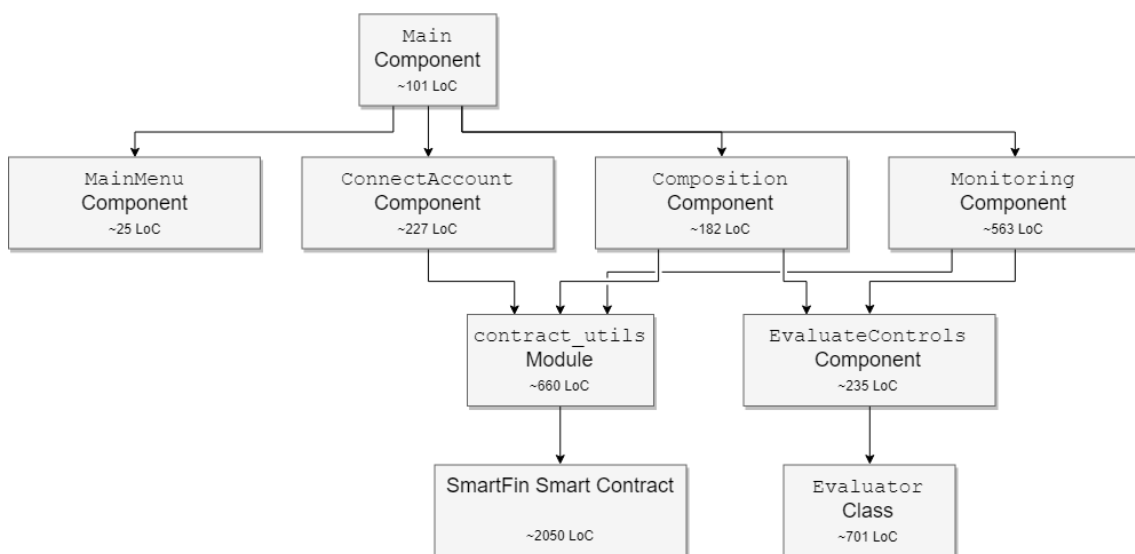 Main
Component
~101 LoC
MainMenu
Component
~25 LoC
ConnectAccount
Component
~227 LoC
Composition
Component
~182 LoC
Monitoring
Component
~563 LoC
contract_utils
Module
~660 LoC
EvaluateControls
Component
~235 LoC
SmartFin Smart Contract
~2050 LoC
Evaluator
Class
~701 LoC